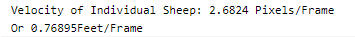 Velocity of Individual Sheep: 2.6824 Pixels/Frame
Or 0.76895Feet/Frame